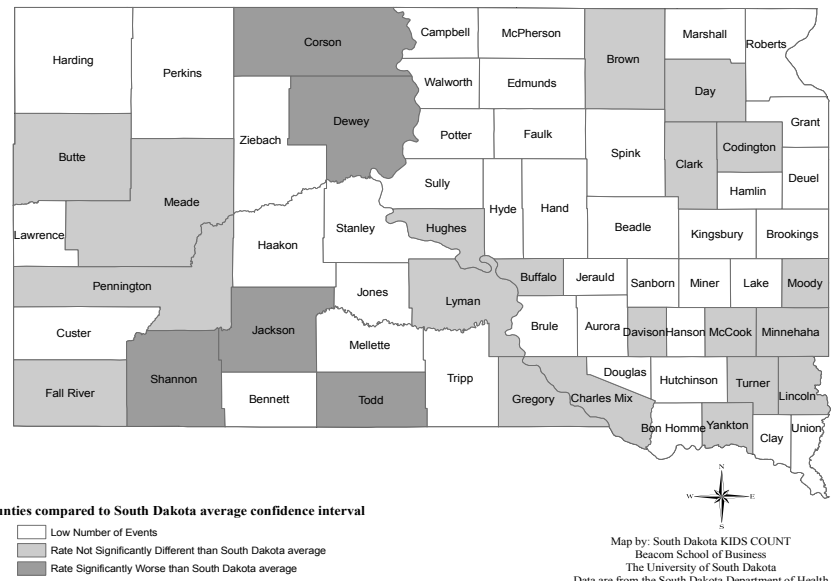 Harding
Perkins
Corson
Campbell
McPherson
Brown
Marshall
Roberts
Walworth
Edmunds
Day
Butte
Ziebach
Dewey
Potter
Faulk
Spink
Clark
Codington
Grant
Hamlin
Deuel
Meade
Sully
Hyde
Hand
Lawrence
Haakon
Stanley
Hughes
Beadle
Kingsbury
Brookings
Pennington
Jones
Lyman
Buffalo
Jerauld
Sanborn
Miner
Lake
Moody
Custer
Jackson
Mellette
Brule
Aurora
Davison
Hanson
McCook
Minnehaha
Fall River
Shannon
Bennett
Todd
Tripp
Gregory
Charles Mix
Douglas
Hutchinson
Turner
Lincoln
Bon Homme
Yankton
Clay
Union
N
W
E
S
unties compared to South Dakota average confidence interval
Low Number of Events
Rate Not Significantly Different than South Dakota average
Rate Significantly Worse than South Dakota average
Map by: South Dakota KIDS COUNT
Beacom School of Business
The University of South Dakota
Data are from the South Dakota Department of Health